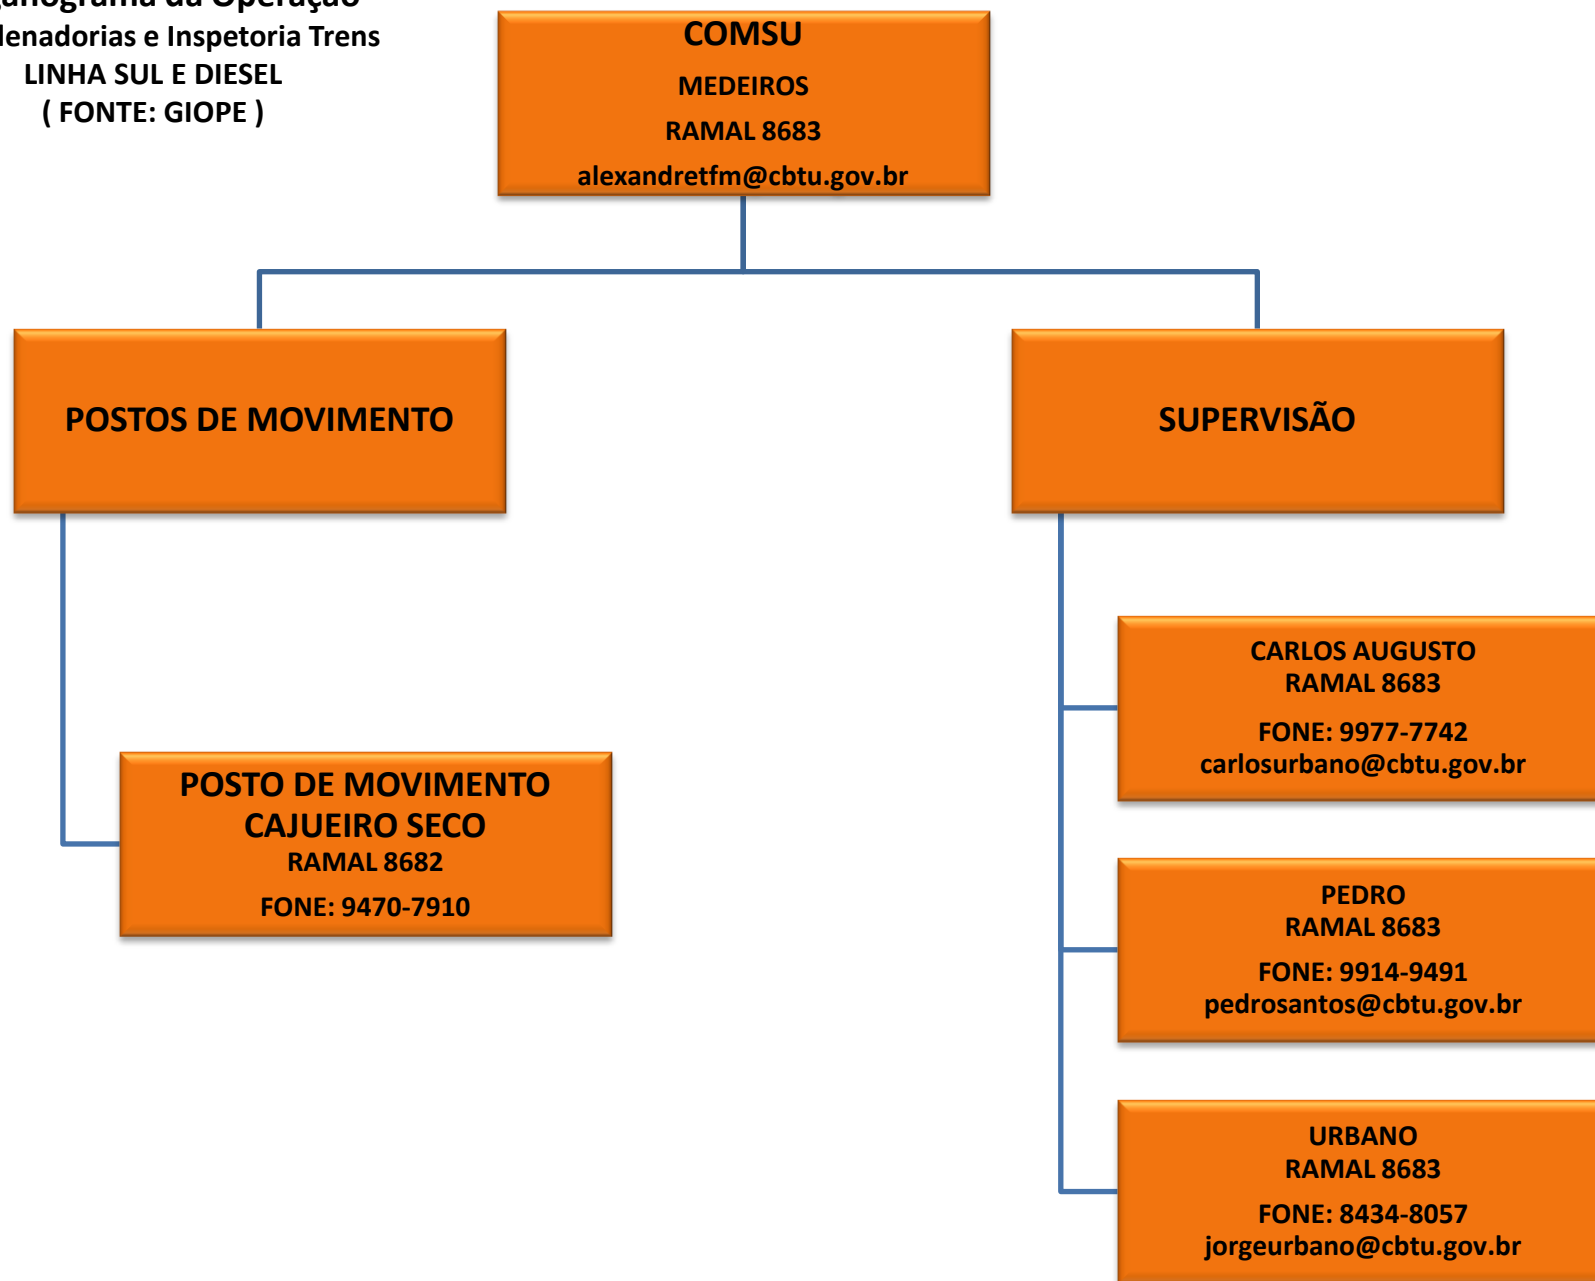 anograma da Operação
lenadorias e Inspetoria Trens
LINHA SUL E DIESEL
( FONTE: GIOPE )
COMSU
MEDEIROS
RAMAL 8683
alexandretfm@cbtu.gov.br
POSTOS DE MOVIMENTO
SUPERVISÃO
POSTO DE MOVIMENTO
CAJUEIRO SECO
RAMAL 8682
FONE: 9470-7910
CARLOS AUGUSTO
RAMAL 8683
FONE: 9977-7742
carlosurbano@cbtu.gov.br
PEDRO
RAMAL 8683
FONE: 9914-9491
pedrosantos@cbtu.gov.br
URBANO
RAMAL 8683
FONE: 8434-8057
jorgeurbano@cbtu.gov.br